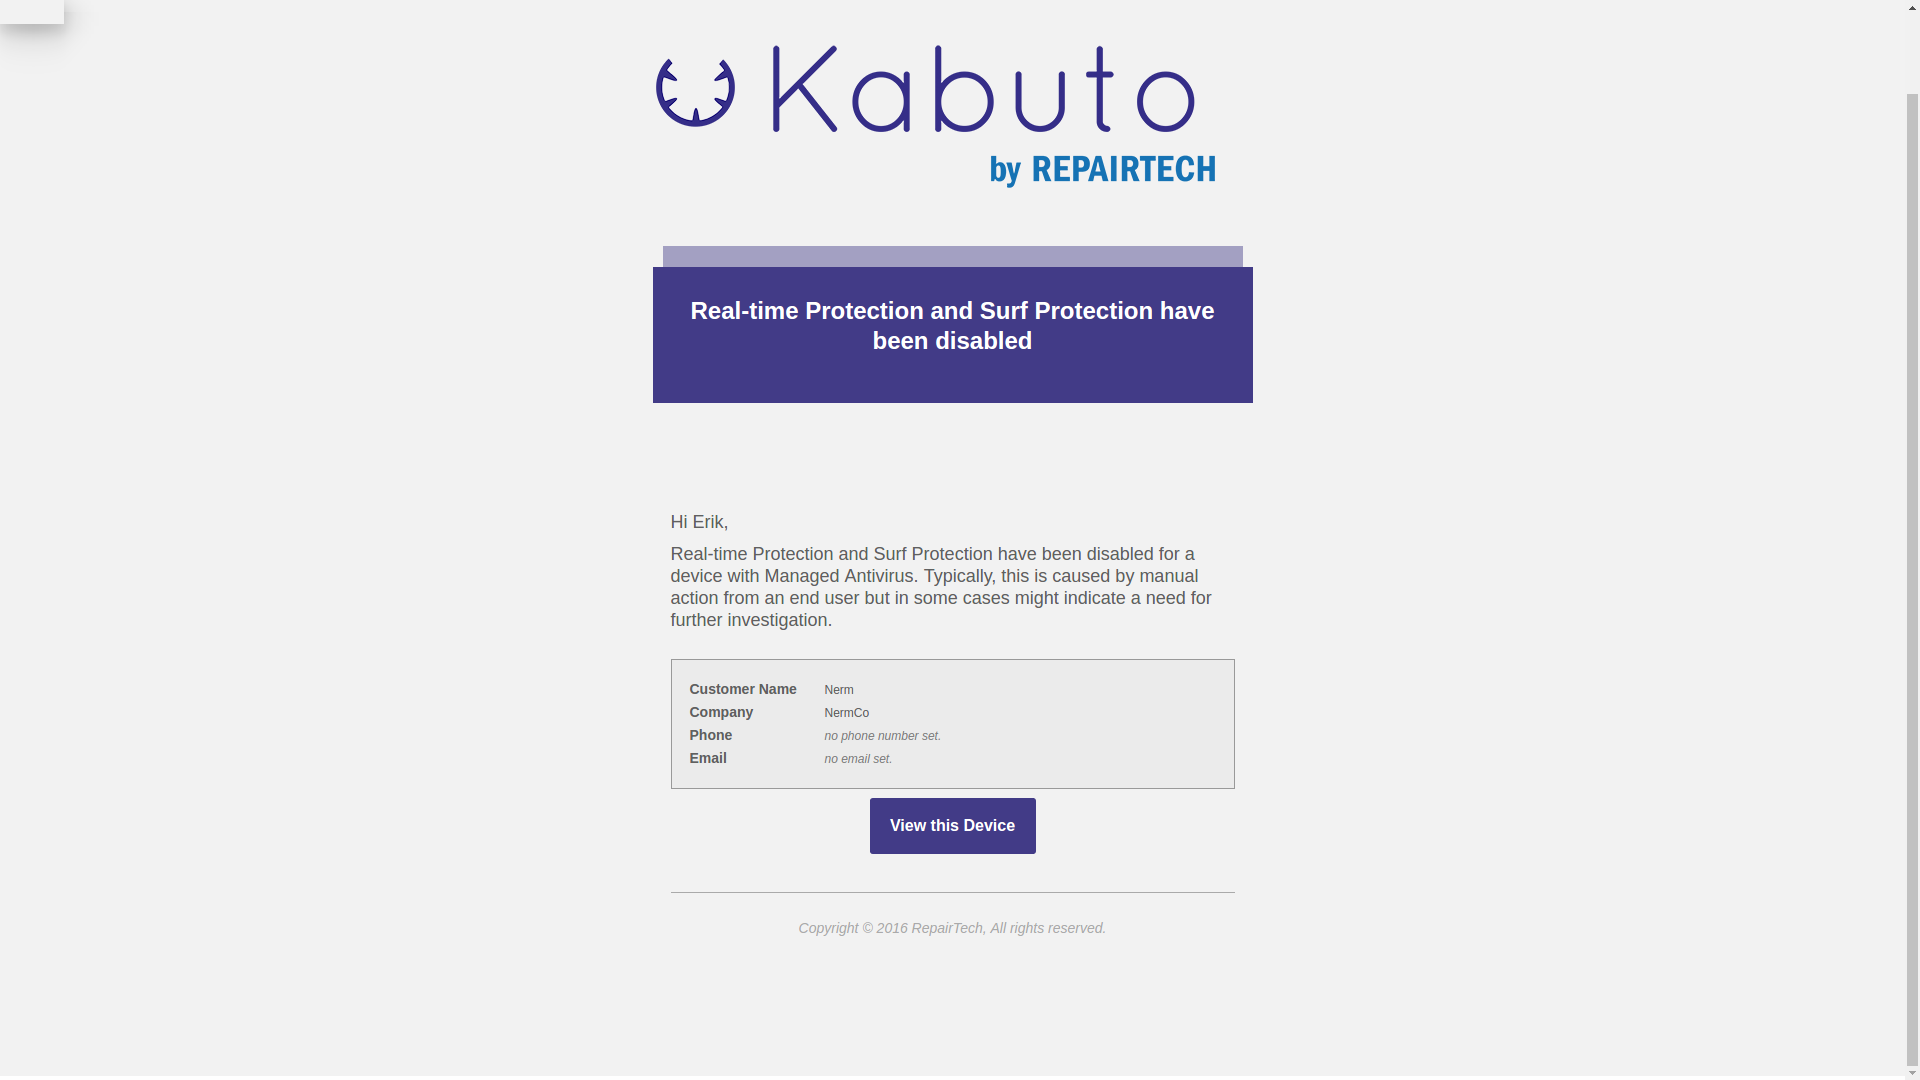 Kabuto
by REPAIRTECH
Real-time Protection and Surf Protection have
been disabled
Hi Erik,
Real-time Protection and Surf Protection have been disabled for a
device with Managed Antivirus. Typically, this is caused by manual
action from an end user but in some cases might indicate a need for
further investigation.
Customer Name Nerm
Company NermCo
Phone no phone number set.
Email no email set.
View this Device
Copyright © 2016 RepairTech, All rights reserved.